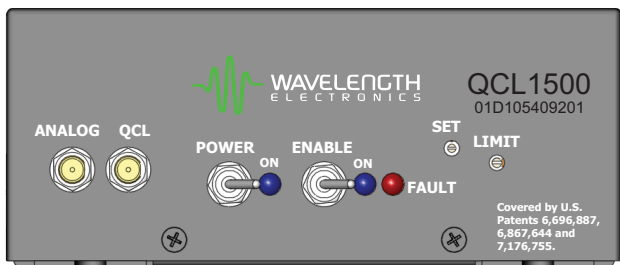 WAVELENGTH
ELECTRONICS
QCL1500
01D105409201
ANALOG QCL
POWER ENABLE
SET
LIMIT
ON ON
FAULT
Covered by U.S.
Patents 6,696,887,
6,867,644 and
7,176,755.